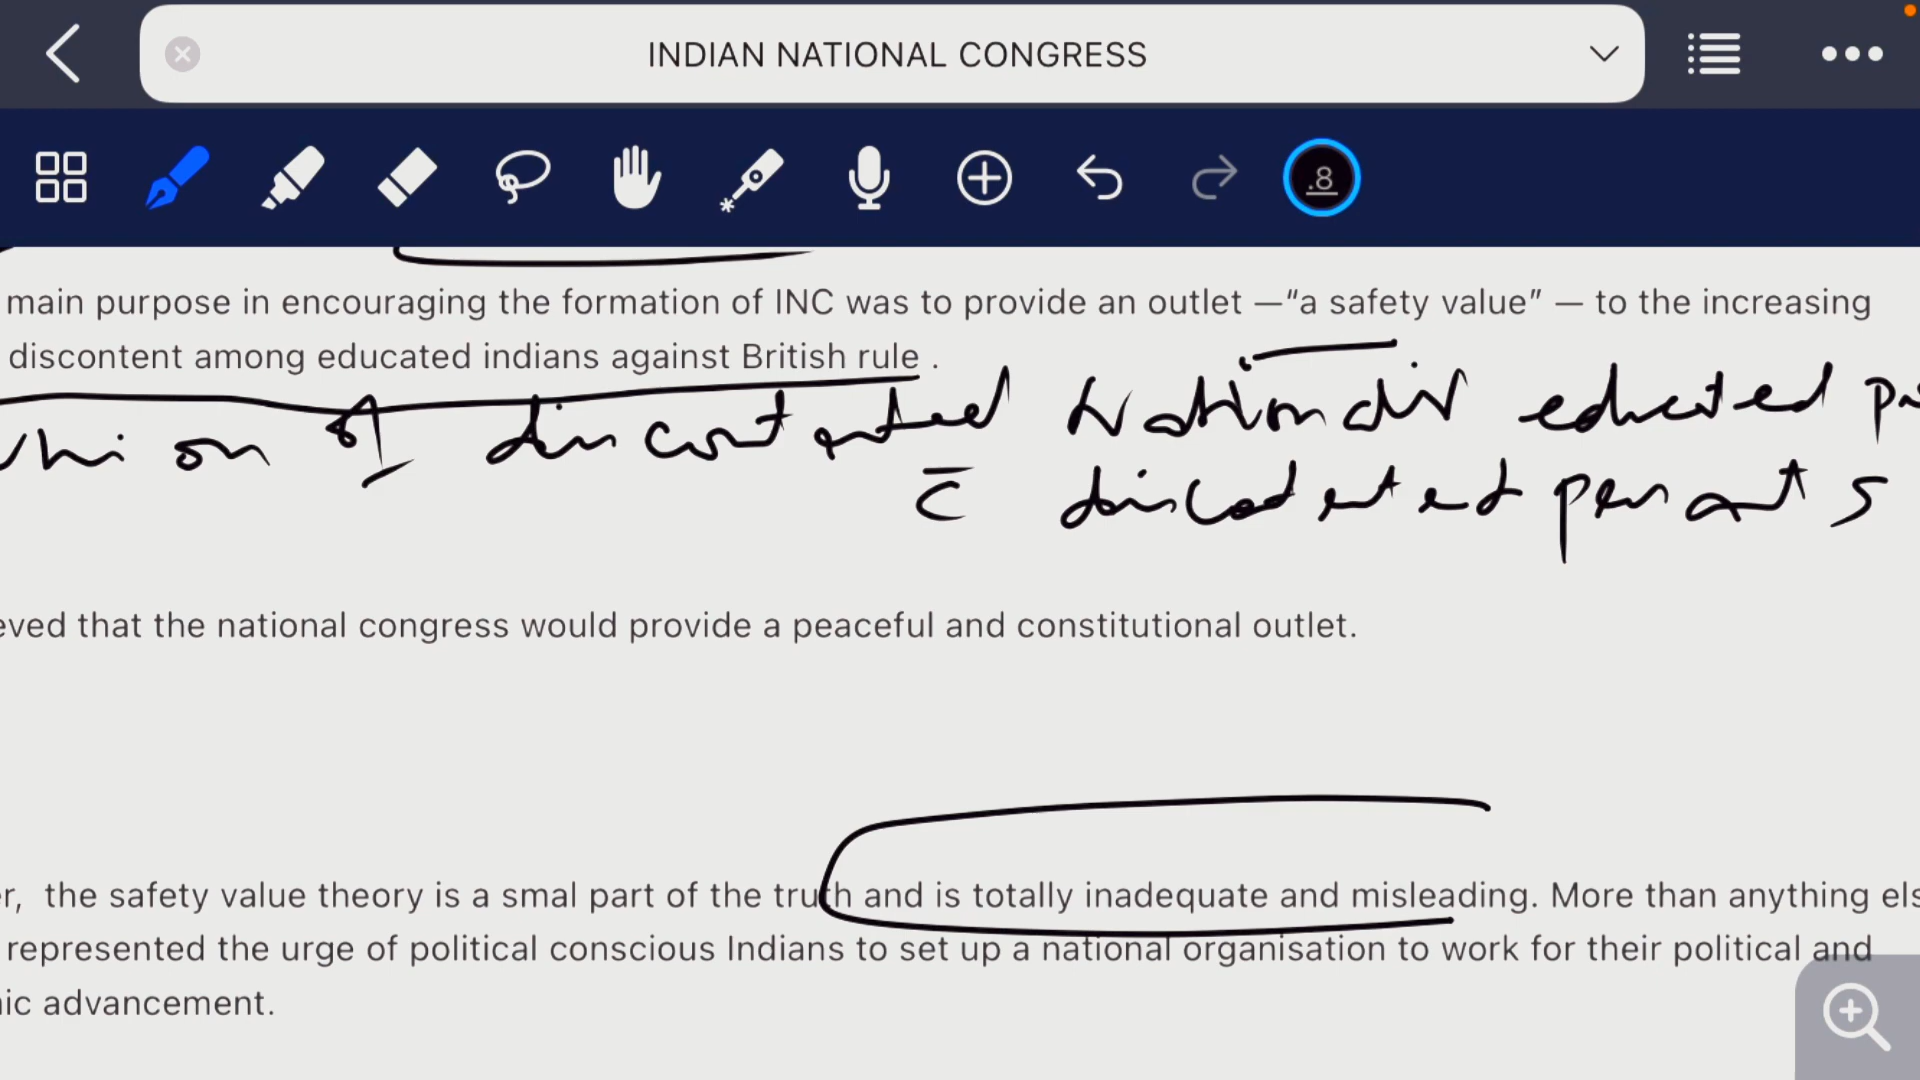 INDIAN NATIONAL CONGRESS
.8
main purpose in encouraging the formation of INC was to provide an outlet —“a safety value” — to the increasing
discontent among educated indians against British rule .
on of discontented educated
c̅ peasants
eved that the national congress would provide a peaceful and constitutional outlet.
er, the safety value theory is a smal part of the truth and is totally inadequate and misleading. More than anything els
represented the urge of political conscious Indians to set up a national organisation to work for their political and
ic advancement.